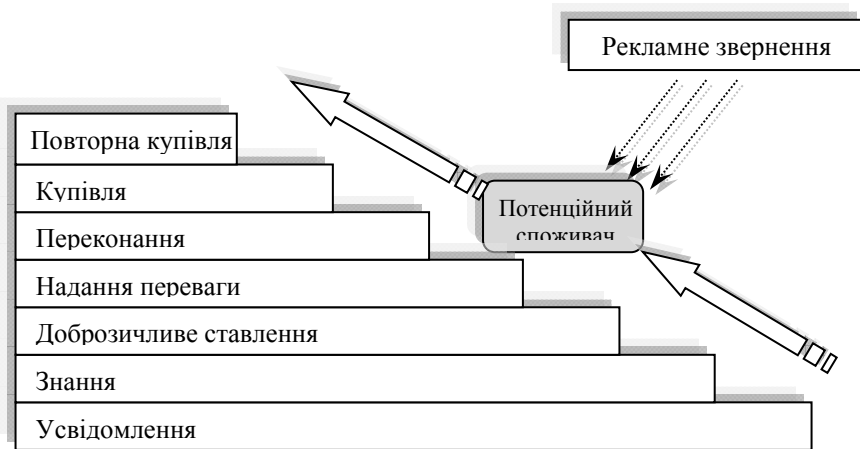 Рекламне звернення
Повторна купівля
Купівля
Переконання
Надання переваги
Доброзичливе ставлення
Знання
Усвідомлення
Потенційний
споживач